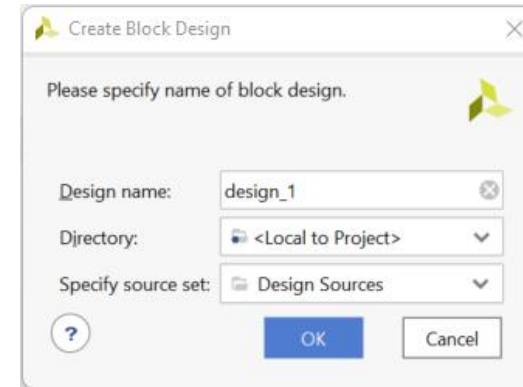 Create Block Design
Please specify name of block design.
Design name: design_1
Directory: <Local to Project>
Specify source set: Design Sources
? OK Cancel